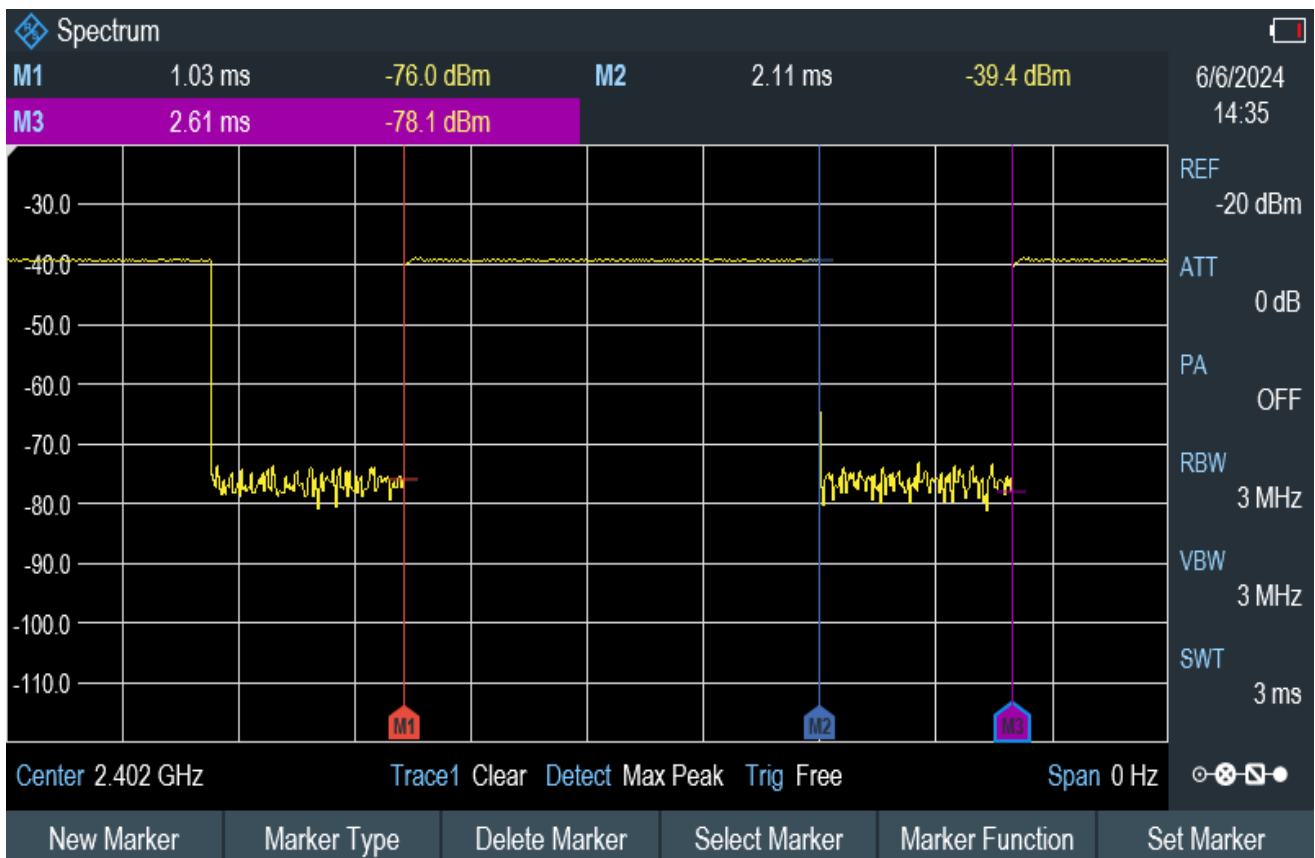 Spectrum
M1 1.03 ms -76.0 dBm M2 2.11 ms -39.4 dBm
M3 2.61 ms -78.1 dBm
6/6/2024
14:35
REF
-20 dBm
ATT
0 dB
PA
OFF
RBW
3 MHz
VBW
3 MHz
SWT
3 ms
-30.0
-40.0
-50.0
-60.0
-70.0
-80.0
-90.0
-100.0
-110.0
M1 M2 M3
Center 2.402 GHz Trace1 Clear Detect Max Peak Trig Free Span 0 Hz
New Marker Marker Type Delete Marker Select Marker Marker Function Set Marker